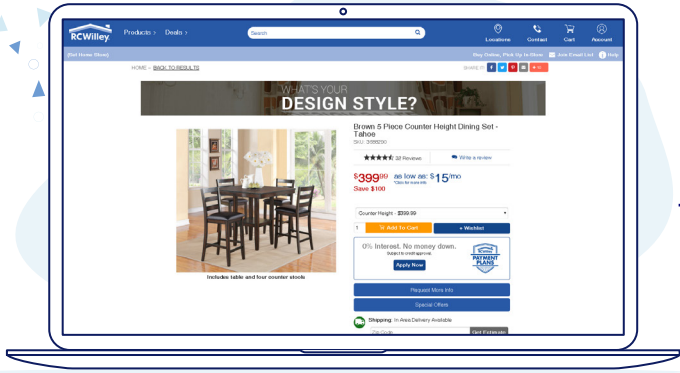 RCWilley
Products > Deals >
Search
Locations Contact Cart Account
(Set Home Store)
Buy Online, Pick Up In Store Join Email List Help
HOME - BACK TO RESULTS
SHARE IT:
WHAT'S YOUR
DESIGN STYLE?
Brown 5 Piece Counter Height Dining Set -
Tahoe
SKU:
Reviews Write a review
$399.99 as low as: $15/mo
*Click for more info
Save $100
Counter Height - $399.99
1 Add To Cart + Wishlist
0% Interest. No money down.
Subject to credit approval.
Apply Now
RCWilley
PAYMENT
PLANS
Includes table and four counter stools
Request More Info
Special Offers
Shipping: In Area Delivery Available
Zip Code Get Estimate